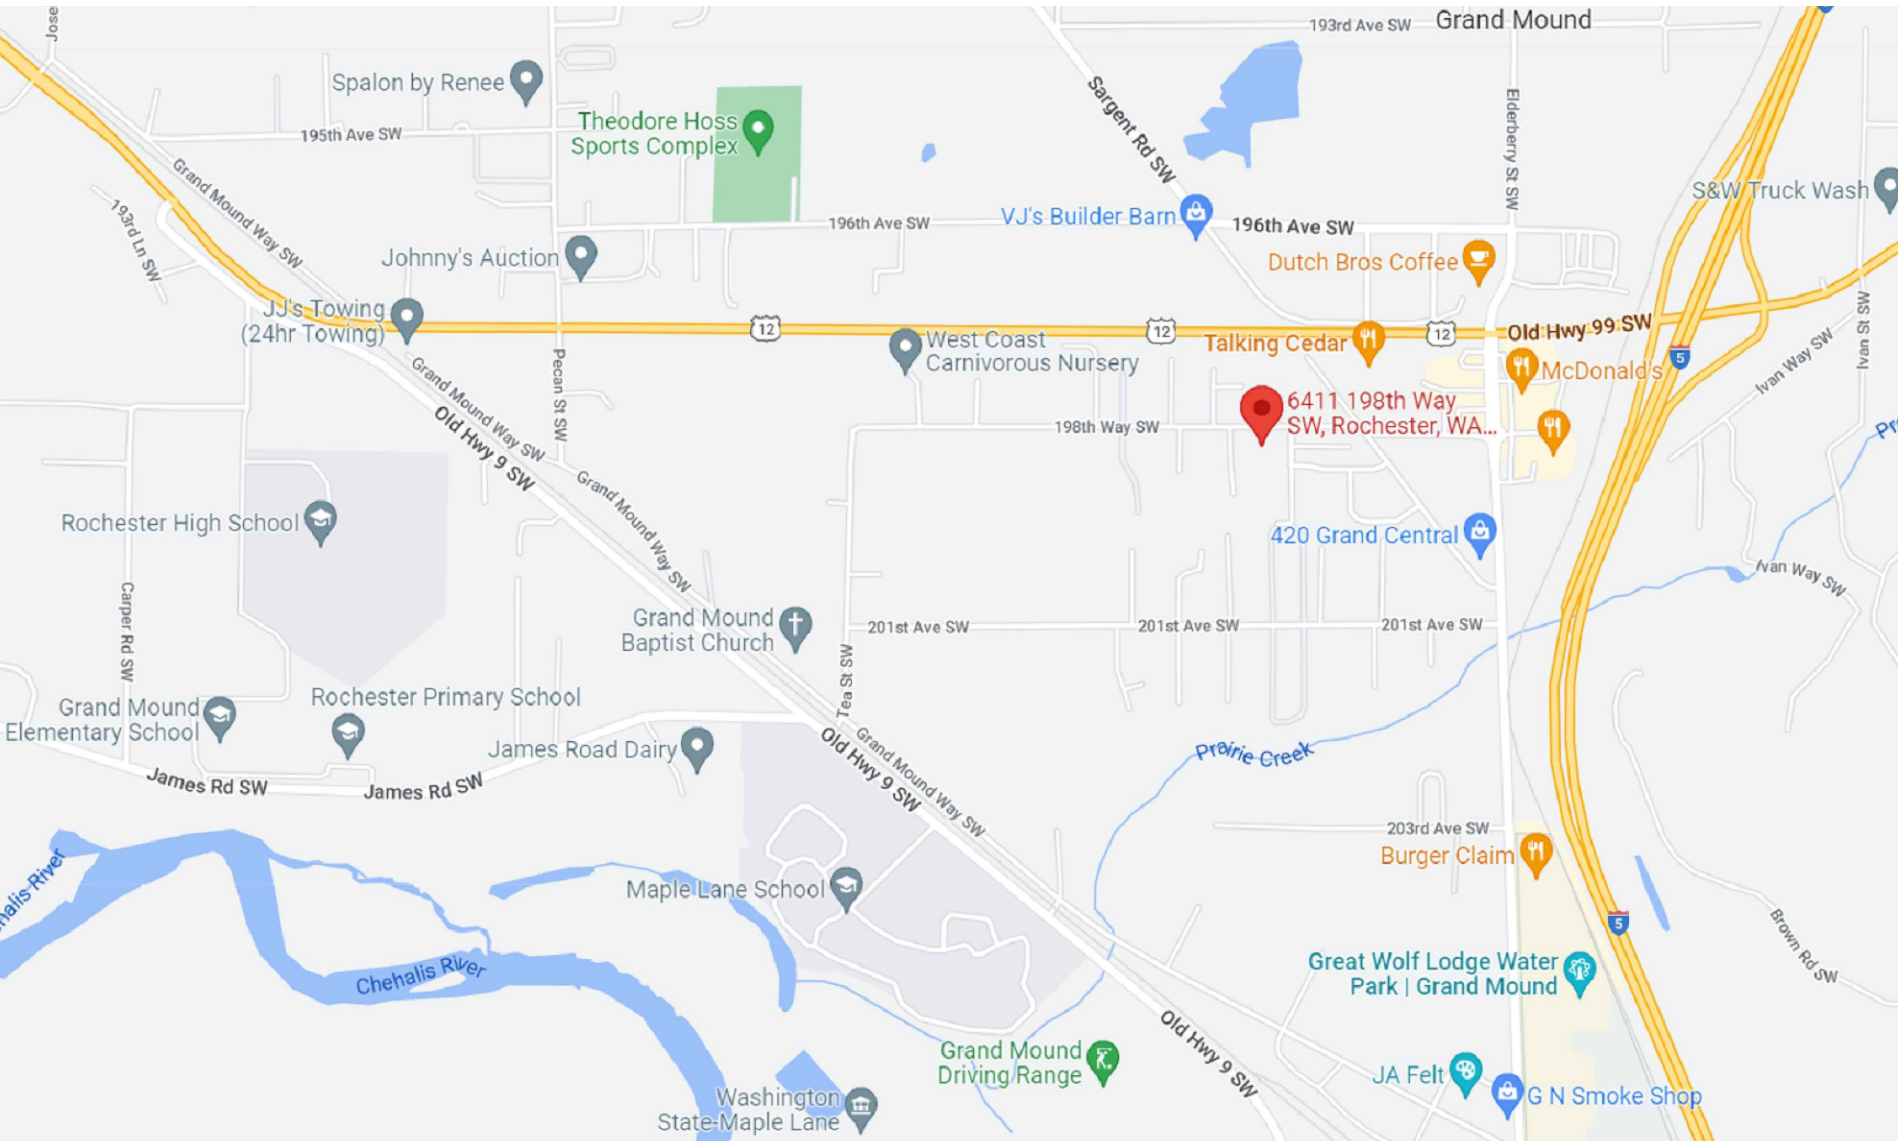 193rd Ave SW
Grand Mound
Jose
Spalon by Renee
Sargent Rd SW
Elderberry St SW
Theodore Hoss
Sports Complex
195th Ave SW
Grand Mound Way SW
193rd Ln SW
S&W Truck Wash
196th Ave SW
VJ's Builder Barn
196th Ave SW
Johnny's Auction
Dutch Bros Coffee
JJ's Towing
(24hr Towing)
12
12
12
Old Hwy 99 SW
West Coast
Carnivorous Nursery
Talking Cedar
McDonald's
5
Ivan Way SW
Ivan St SW
Pecan St SW
Grand Mound Way SW
Old Hwy 9 SW
6411 198th Way
SW, Rochester, WA...
198th Way SW
Pr
Rochester High School
Grand Mound Way SW
420 Grand Central
Ivan Way SW
Carper Rd SW
Grand Mound
Baptist Church
201st Ave SW
201st Ave SW
201st Ave SW
Tea St SW
Rochester Primary School
Grand Mound
Elementary School
James Road Dairy
Prairie Creek
James Rd SW
James Rd SW
Old Hwy 9 SW
Grand Mound Way SW
203rd Ave SW
Burger Claim
halis River
Maple Lane School
5
Brown Rd SW
Chehalis River
Great Wolf Lodge Water
Park | Grand Mound
Old Hwy 9 SW
Grand Mound
Driving Range
JA Felt
G N Smoke Shop
Washington
State-Maple Lane